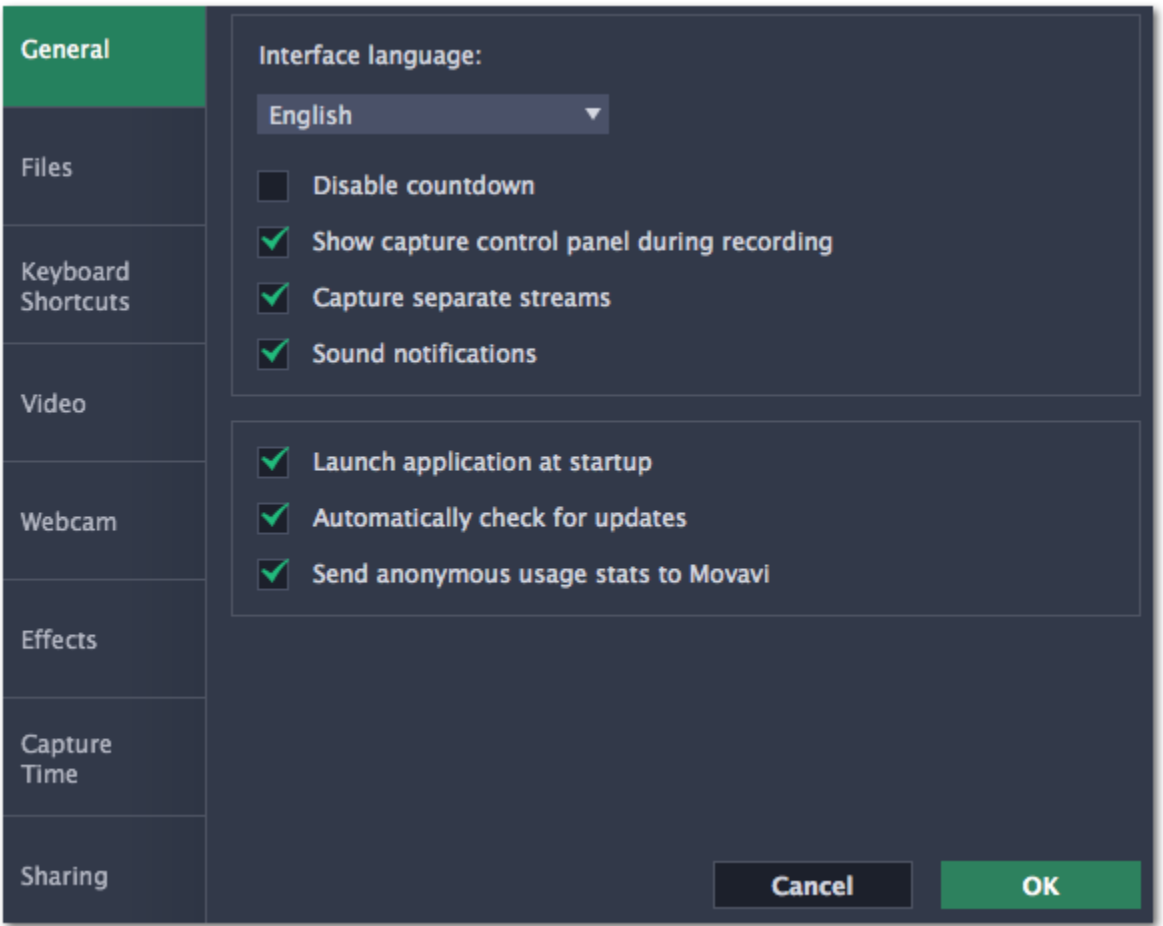 General
Files
Keyboard
Shortcuts
Video
Webcam
Effects
Capture
Time
Sharing
Interface language:
English
Disable countdown
Show capture control panel during recording
Capture separate streams
Sound notifications
Launch application at startup
Automatically check for updates
Send anonymous usage stats to Movavi
Cancel
OK